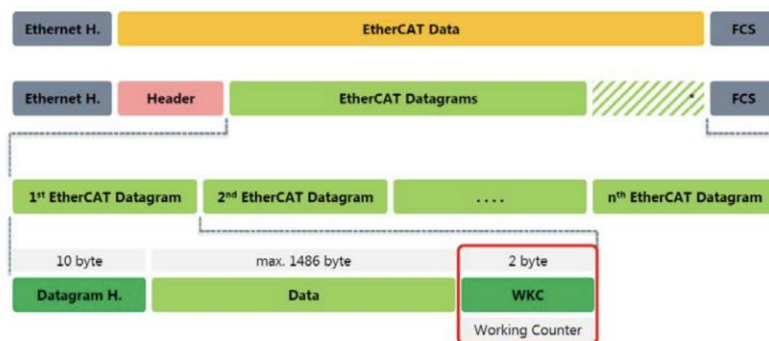 Ethernet H. EtherCAT Data FCS
Ethernet H. Header EtherCAT Datagrams * FCS
1st EtherCAT Datagram 2nd EtherCAT Datagram .... nth EtherCAT Datagram
10 byte max. 1486 byte 2 byte
Datagram H. Data WKC
Working Counter